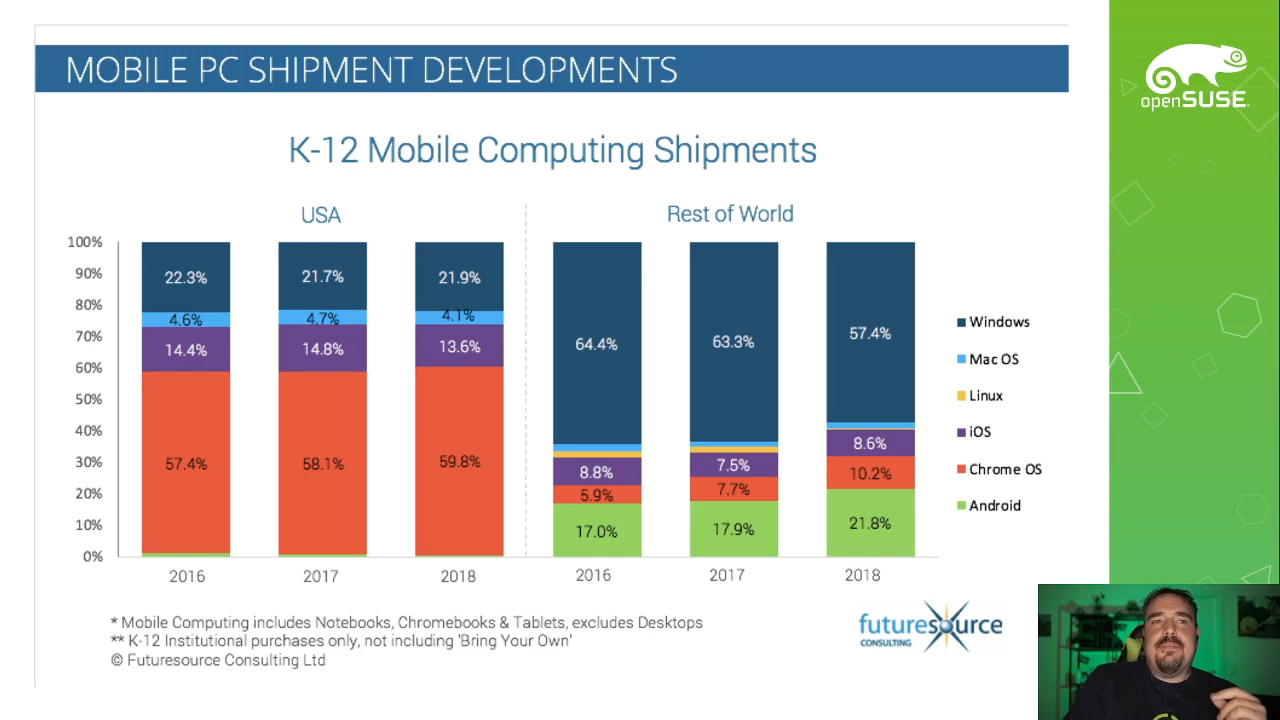 MOBILE PC SHIPMENT DEVELOPMENTS
openSUSE
K-12 Mobile Computing Shipments
USA
Rest of World
100%
90%
80%
70%
60%
50%
40%
30%
20%
10%
0%
22.3%
4.6%
14.4%
57.4%
21.7%
4.7%
14.8%
58.1%
21.9%
4.1%
13.6%
59.8%
64.4%
8.8%
5.9%
17.0%
63.3%
7.5%
7.7%
17.9%
57.4%
8.6%
10.2%
21.8%
2016
2017
2018
2016
2017
2018
Windows
Mac OS
Linux
iOS
Chrome OS
Android
* Mobile Computing includes Notebooks, Chromebooks & Tablets, excludes Desktops
** K-12 Institutional purchases only, not including 'Bring Your Own'
© Futuresource Consulting Ltd
futuresource
CONSULTING